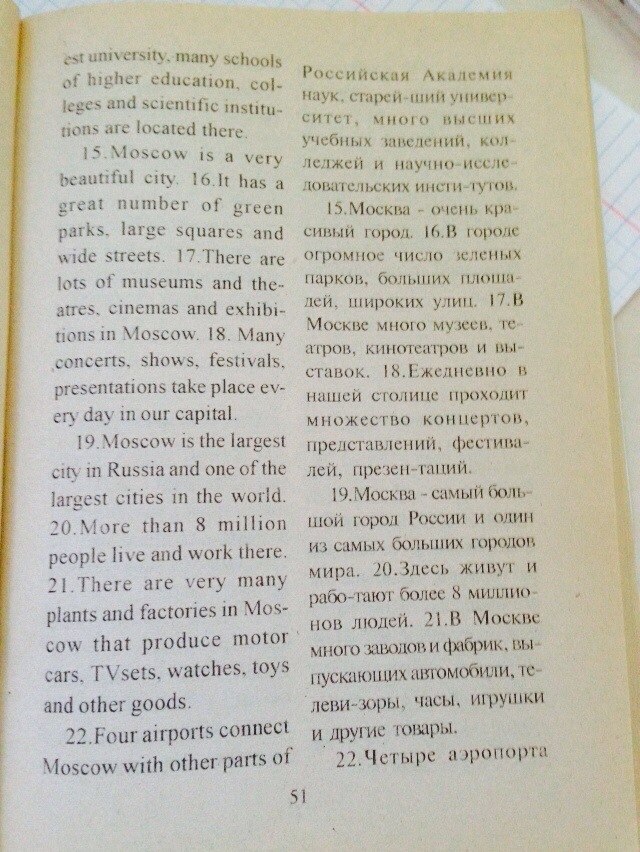 est university, many schools
of higher education, col-
leges and scientific institu-
tions are located there.
15.Moscow is a very
beautiful city. 16.It has a
great number of green
parks, large squares and
wide streets. 17.There are
lots of museums and the-
atres, cinemas and exhibi-
tions in Moscow. 18. Many
concerts, shows, festivals,
presentations take place ev-
ery day in our capital.
19.Moscow is the largest
city in Russia and one of the
largest cities in the world.
20.More than 8 million
people live and work there.
21.There are very many
plants and factories in Mos-
cow that produce motor
cars, TVsets, watches, toys
and other goods.
22.Four airports connect
Moscow with other parts of
Российская Академия
наук, старей-ший универ-
ситет, много высших
учебных заведений, кол-
леджей и научно-иссле-
довательских инсти-тутов.
15.Москва - очень кра-
сивый город. 16.В городе
огромное число зеленых
парков, больших площа-
дей, широких улиц. 17.В
Москве много музеев, те-
атров, кинотеатров и вы-
ставок. 18.Ежедневно в
нашей столице проходит
множество концертов,
представлений, фестива-
лей, презен-таций.
19.Москва - самый боль-
шой город России и один
из самых больших городов
мира. 20.Здесь живут и
рабо-тают более 8 миллио-
нов людей. 21.В Москве
много заводов и фабрик, вы-
пускающих автомобили, те-
леви-зоры, часы, игрушки
и другие товары.
22.Четыре аэропорта
51